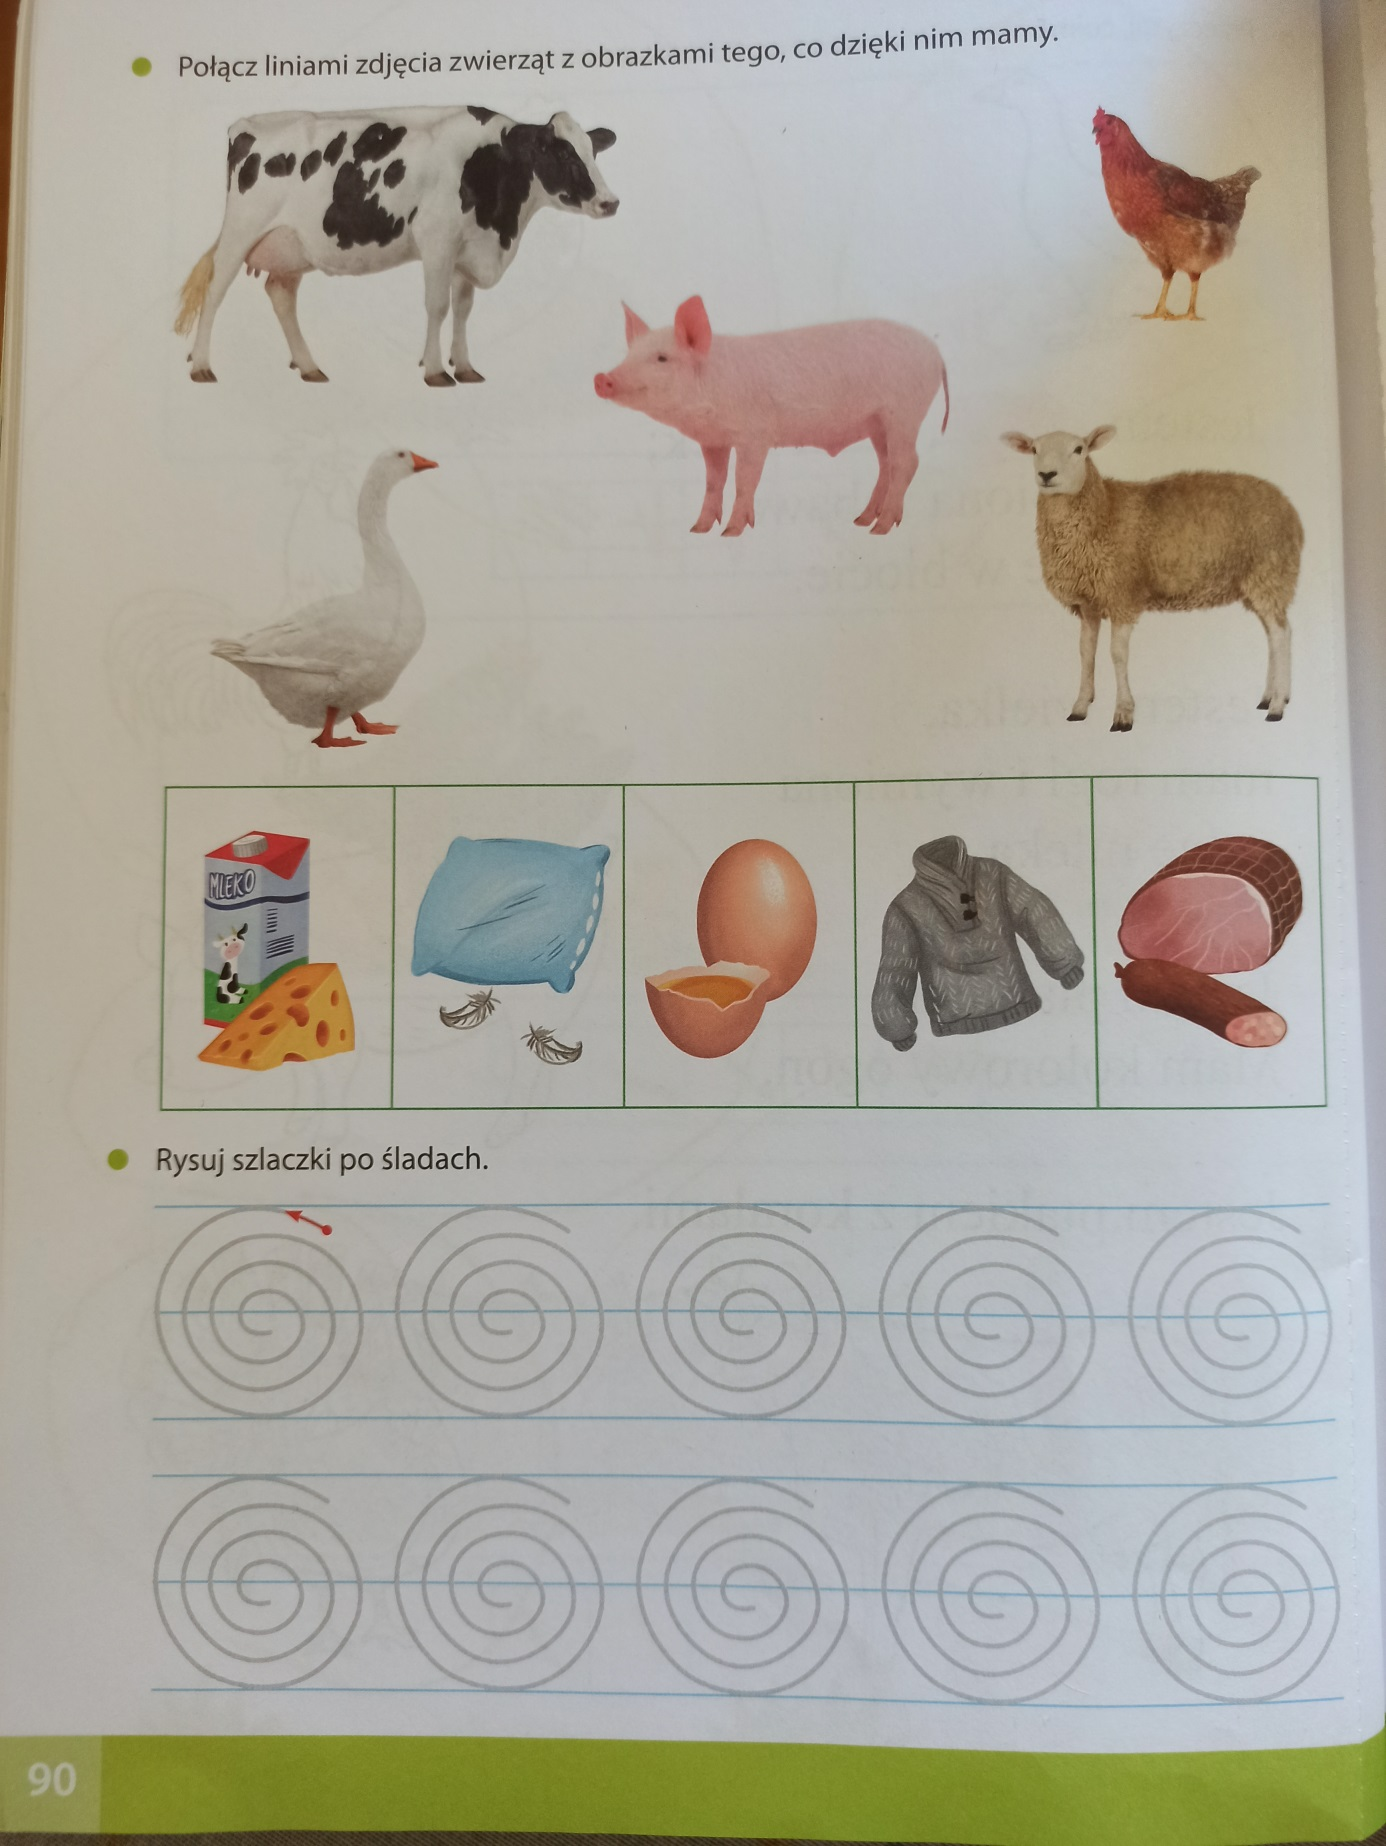 Połącz liniami zdjęcia zwierząt z obrazkami tego, co dzięki nim mamy.
MLEKO
Rysuj szlaczki po śladach.
90